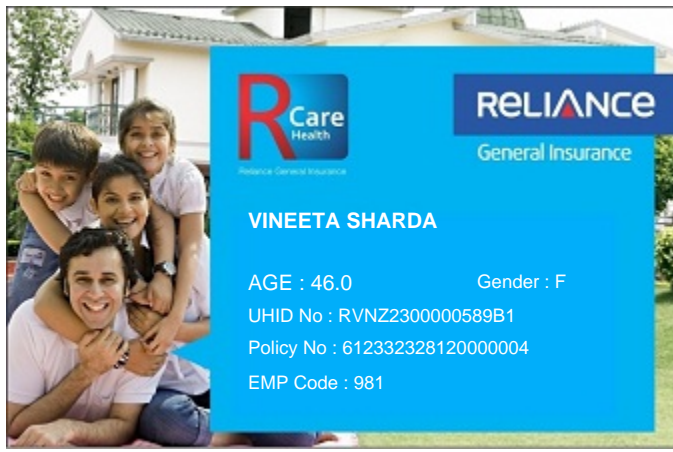 R Care
Health
Reliance General Insurance
RELIANCE
General Insurance
VINEETA SHARDA
AGE : 46.0 Gender : F
UHID No : RVNZ2300000589B1
Policy No : 612332328120000004
EMP Code : 981